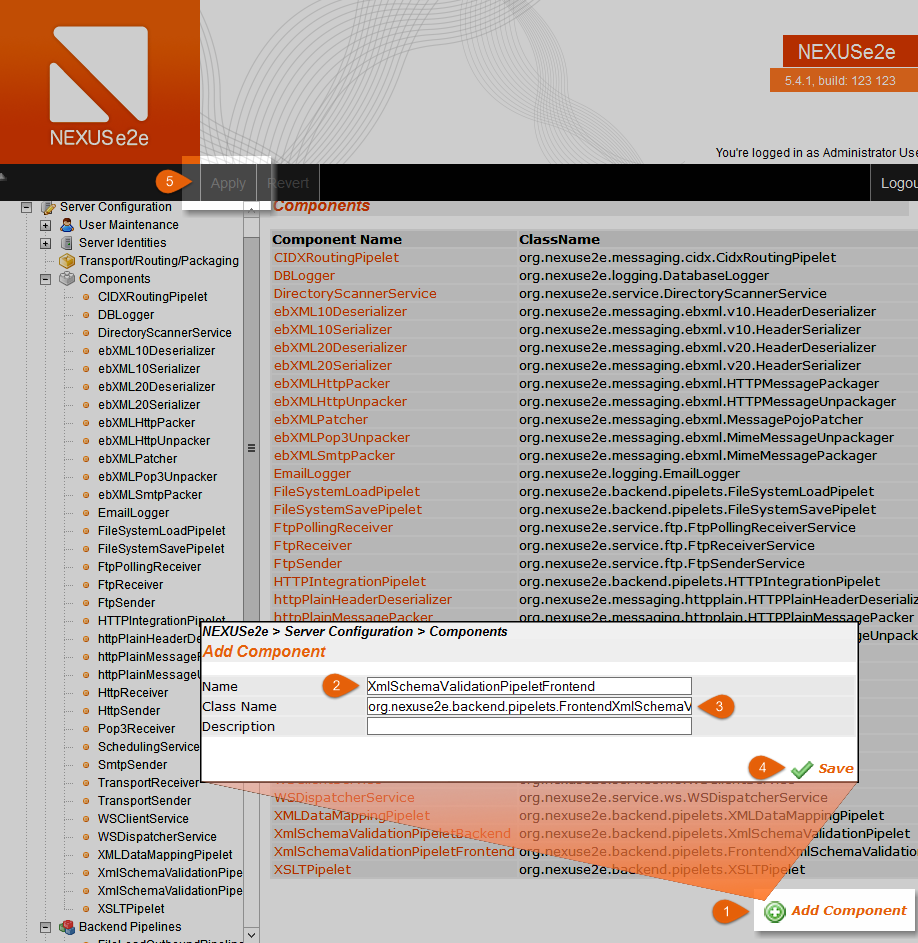 NEXUSe2e
NEXUSe2e
5.4.1, build: 123 123
You're logged in as Administrator Use
5
Apply
Revert
Logou
Server Configuration
User Maintenance
Server Identities
Transport/Routing/Packaging
Components
CIDXRoutingPipelet
DBLogger
DirectoryScannerService
ebXML10Deserializer
ebXML10Serializer
ebXML20Deserializer
ebXML20Serializer
ebXMLHttpPacker
ebXMLHttpUnpacker
ebXMLPatcher
ebXMLPop3Unpacker
ebXMLSmtpPacker
EmailLogger
FileSystemLoadPipelet
FileSystemSavePipelet
FtpPollingReceiver
FtpReceiver
FtpSender
HTTPIntegrationPipelet
httpPlainHeaderDe
httpPlainMessageP
httpPlainMessageU
HttpReceiver
HttpSender
Pop3Receiver
SchedulingService
SmtpSender
TransportReceiver
TransportSender
WSClientService
WSDispatcherService
XMLDataMappingPipelet
XmlSchemaValidationPipe
XmlSchemaValidationPipe
XSLTPipelet
Backend Pipelines
Components
Component Name ClassName
CIDXRoutingPipelet org.nexuse2e.messaging.cidx.CidxRoutingPipelet
DBLogger org.nexuse2e.logging.DatabaseLogger
DirectoryScannerService org.nexuse2e.service.DirectoryScannerService
ebXML10Deserializer org.nexuse2e.messaging.ebxml.v10.HeaderDeserializer
ebXML10Serializer org.nexuse2e.messaging.ebxml.v10.HeaderSerializer
ebXML20Deserializer org.nexuse2e.messaging.ebxml.v20.HeaderDeserializer
ebXML20Serializer org.nexuse2e.messaging.ebxml.v20.HeaderSerializer
ebXMLHttpPacker org.nexuse2e.messaging.ebxml.HTTPMessagePackager
ebXMLHttpUnpacker org.nexuse2e.messaging.ebxml.HTTPMessageUnpackager
ebXMLPatcher org.nexuse2e.messaging.ebxml.MessagePojoPatcher
ebXMLPop3Unpacker org.nexuse2e.messaging.ebxml.MimeMessageUnpackager
ebXMLSmtpPacker org.nexuse2e.messaging.ebxml.MimeMessagePackager
EmailLogger org.nexuse2e.logging.EmailLogger
FileSystemLoadPipelet org.nexuse2e.backend.pipelets.FileSystemLoadPipelet
FileSystemSavePipelet org.nexuse2e.backend.pipelets.FileSystemSavePipelet
FtpPollingReceiver org.nexuse2e.service.ftp.FtpPollingReceiverService
FtpReceiver org.nexuse2e.service.ftp.FtpReceiverService
FtpSender org.nexuse2e.service.ftp.FtpSenderService
HTTPIntegrationPipelet org.nexuse2e.backend.pipelets.HTTPIntegrationPipelet
httpPlainHeaderDeserializer org.nexuse2e.messaging.httpplain.HTTPPlainHeaderDeserializ
httpPlainMessagePacker org.nexuse2e.messaging.httpplain.HTTPPlainMessagePacker
geUnpack
NEXUSe2e > Server Configuration > Components
Add Component
Name 2 XmlSchemaValidationPipeletFrontend
Class Name org.nexuse2e.backend.pipelets.FrontendXmlSchemaV 3
Description
4 Save
WSDispatcherService org.nexuse2e.service.ws.WSDispatcherService
XMLDataMappingPipelet org.nexuse2e.backend.pipelets.XMLDataMappingPipelet
XmlSchemaValidationPipeletBackend org.nexuse2e.backend.pipelets.XmlSchemaValidationPipelet
XmlSchemaValidationPipeletFrontend org.nexuse2e.backend.pipelets.FrontendXmlSchemaValidation
XSLTPipelet org.nexuse2e.backend.pipelets.XSLTPipelet
1 Add Component